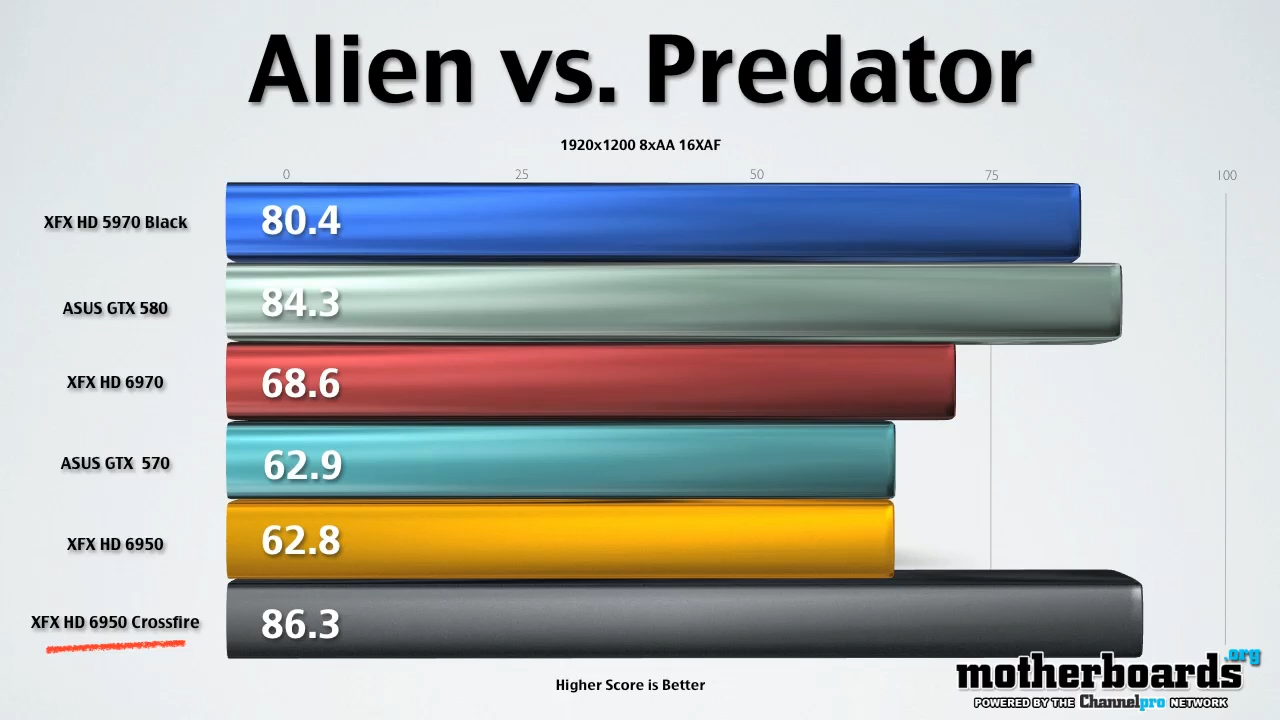 Alien vs. Predator
1920x1200 8xAA 16XAF
0 25 50 75 100
XFX HD 5970 Black 80.4
ASUS GTX 580 84.3
XFX HD 6970 68.6
ASUS GTX 570 62.9
XFX HD 6950 62.8
XFX HD 6950 Crossfire 86.3
Higher Score is Better
motherboards.org
POWERED BY THE Channelpro NETWORK